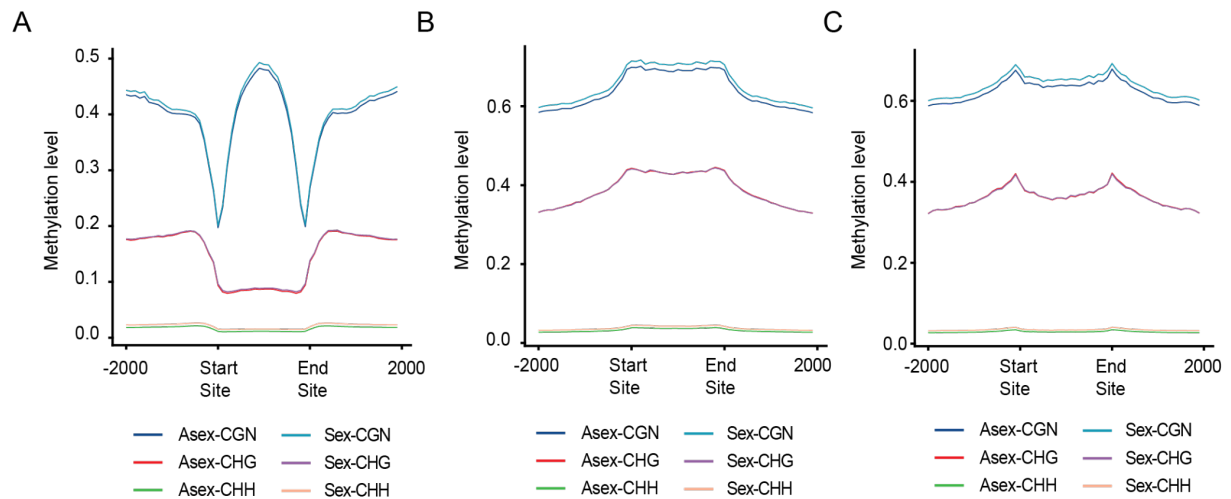 A
Methylation level
0.5
0.4
0.3
0.2
0.1
0.0
-2000
Start
Site
End
Site
2000
Asex-CGN
Sex-CGN
Asex-CHG
Sex-CHG
Asex-CHH
Sex-CHH
B
Methylation level
0.6
0.4
0.2
0.0
-2000
Start
Site
End
Site
2000
Asex-CGN
Sex-CGN
Asex-CHG
Sex-CHG
Asex-CHH
Sex-CHH
C
Methylation level
0.6
0.4
0.2
0.0
-2000
Start
Site
End
Site
2000
Asex-CGN
Sex-CGN
Asex-CHG
Sex-CHG
Asex-CHH
Sex-CHH